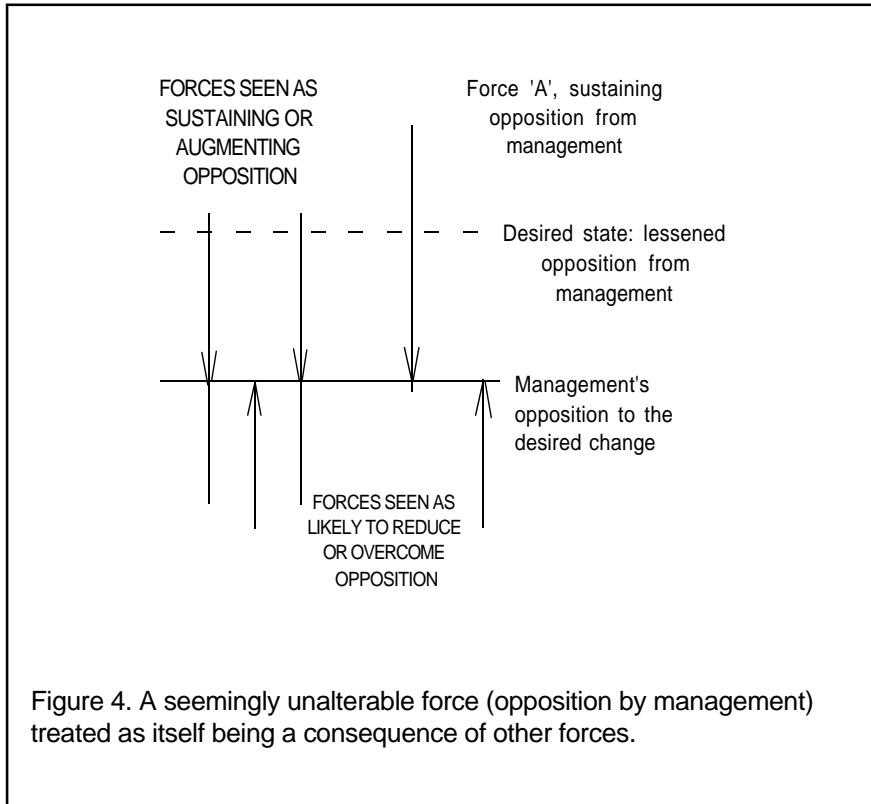 FORCES SEEN AS
SUSTAINING OR
AUGMENTING
OPPOSITION
Force 'A', sustaining
opposition from
management
Desired state: lessened
opposition from
management
Management's
opposition to the
desired change
FORCES SEEN AS
LIKELY TO REDUCE
OR OVERCOME
OPPOSITION
Figure 4. A seemingly unalterable force (opposition by management)
treated as itself being a consequence of other forces.